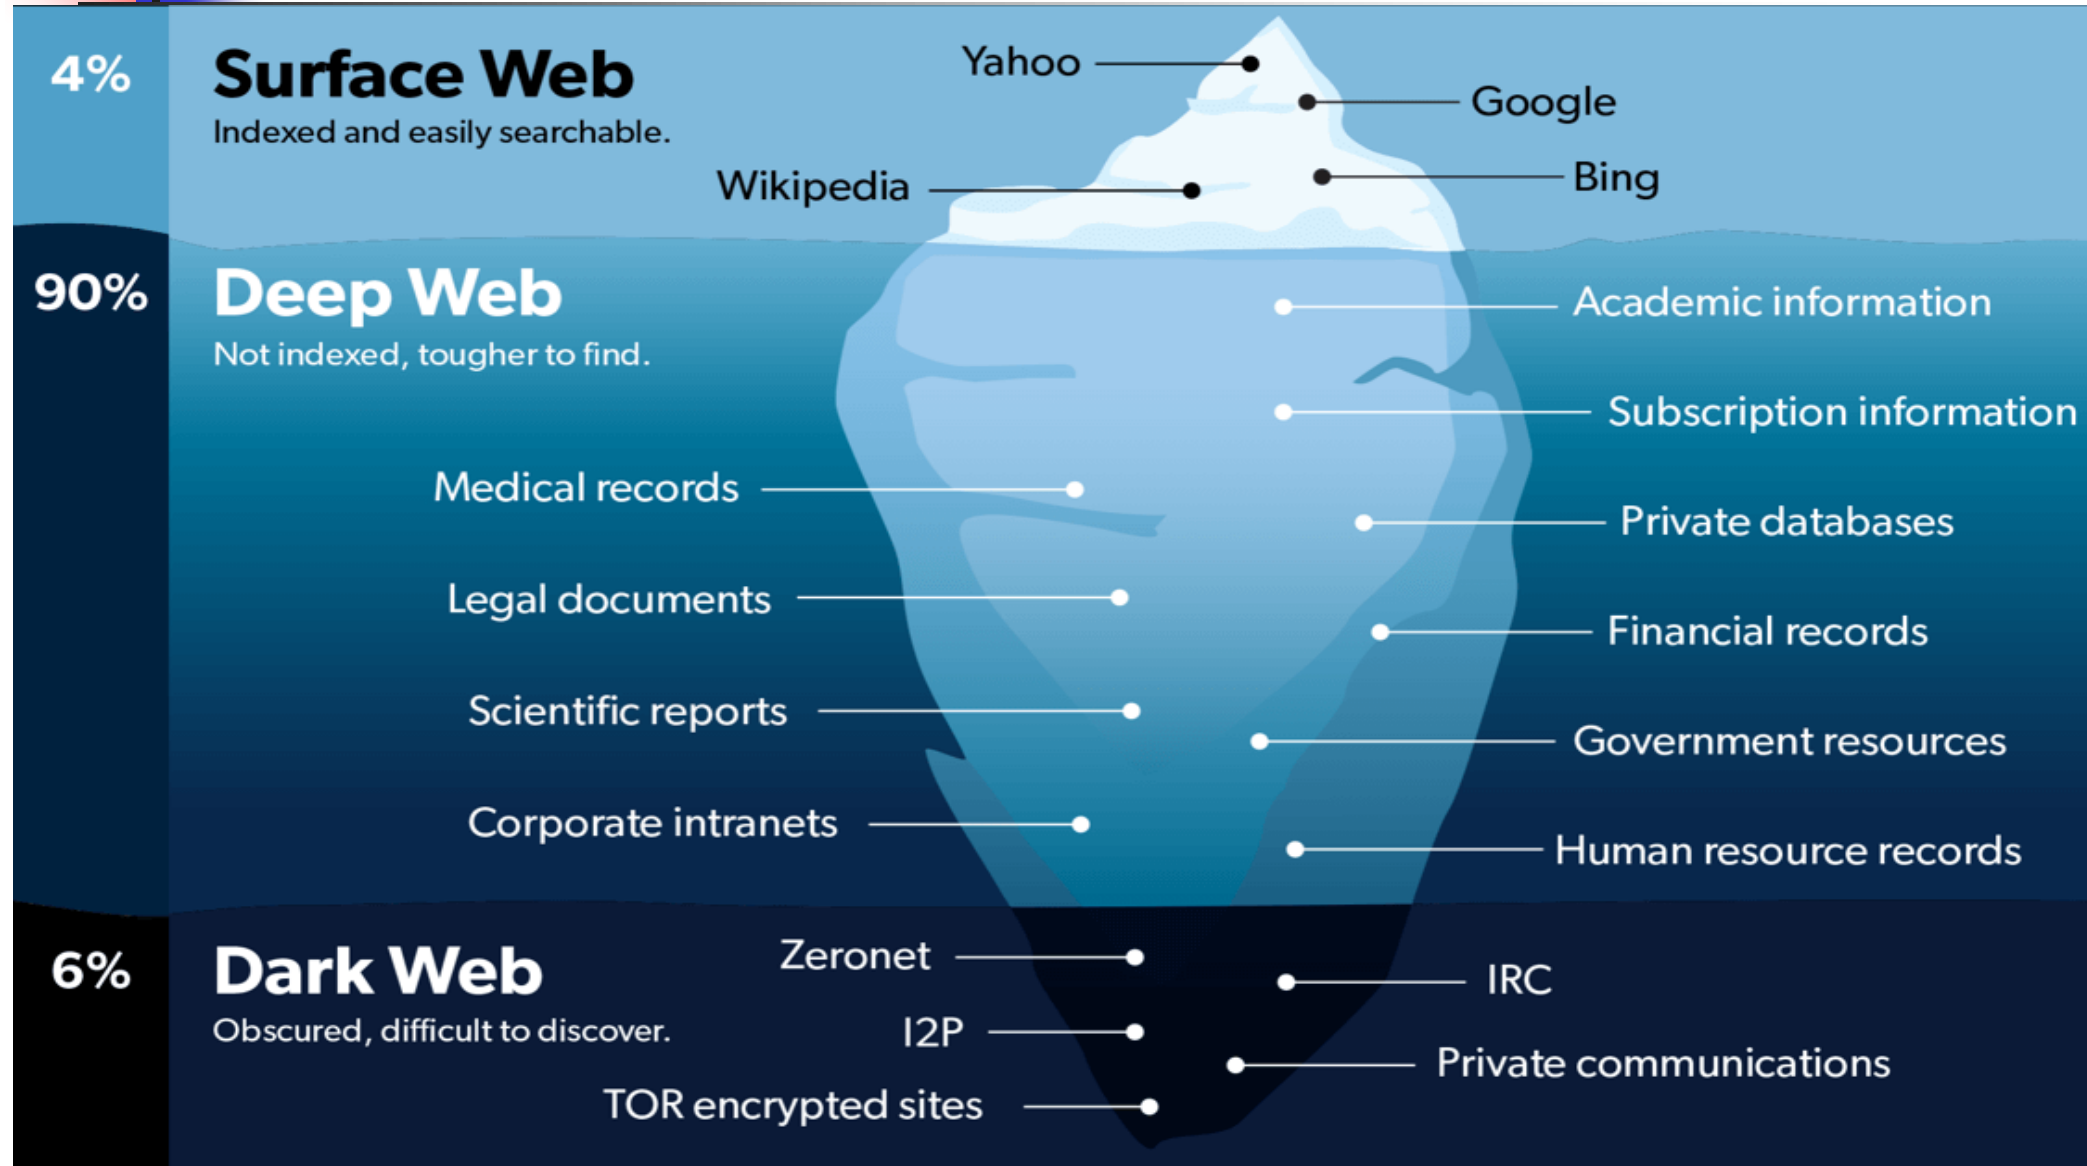 4%
Surface Web
Indexed and easily searchable.
Yahoo
Google
Wikipedia
Bing
90%
Deep Web
Not indexed, tougher to find.
Academic information
Subscription information
Medical records
Private databases
Legal documents
Financial records
Scientific reports
Government resources
Corporate intranets
Human resource records
6%
Dark Web
Obscured, difficult to discover.
Zeronet
IRC
I2P
Private communications
TOR encrypted sites